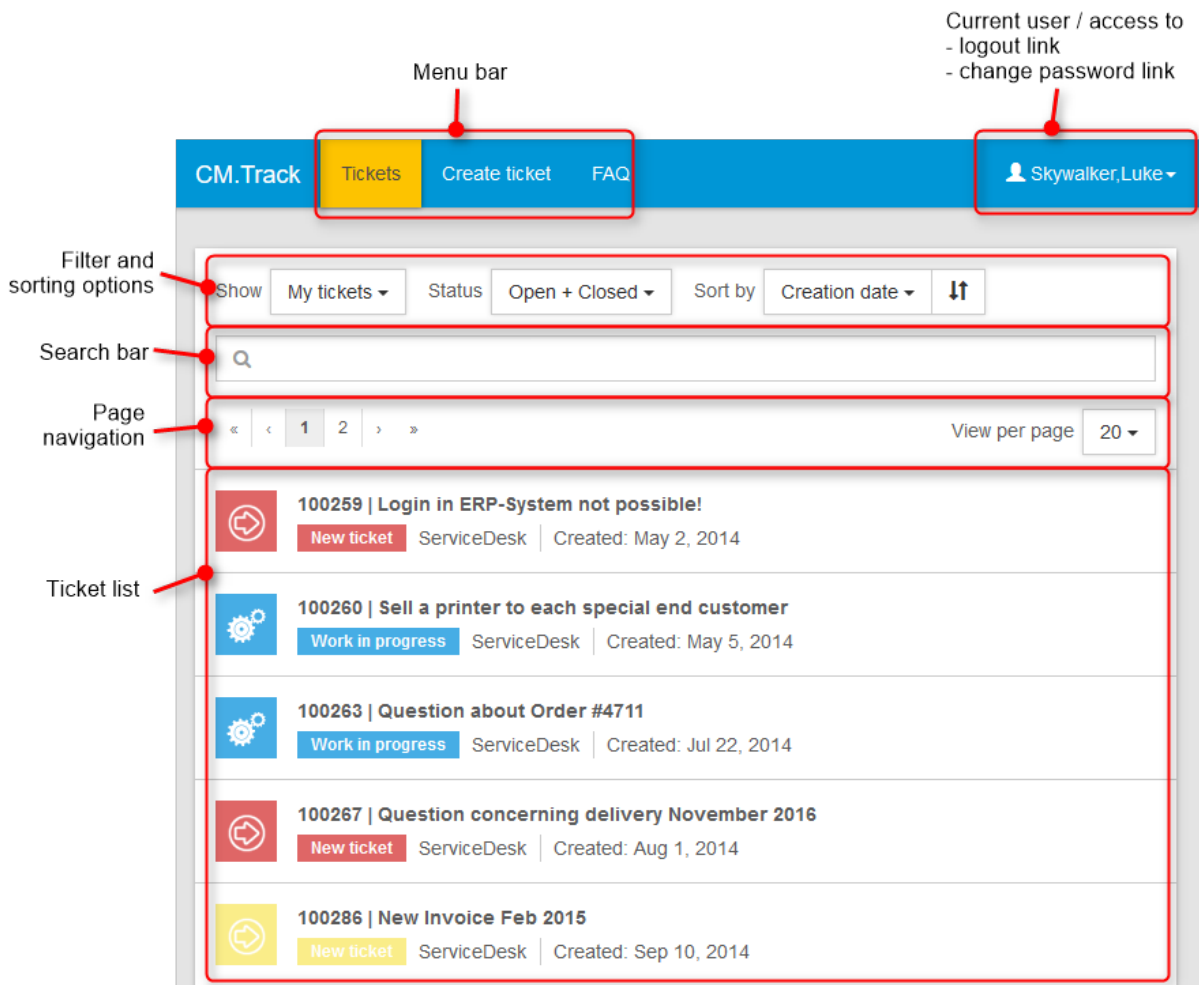 Current user / access to
- logout link
- change password link
Menu bar
CM.Track Tickets Create ticket FAQ Skywalker,Luke
Filter and
sorting options
Show My tickets Status Open + Closed Sort by Creation date
Search bar
Page
navigation
« ‹ 1 2 › » View per page 20
100259 | Login in ERP-System not possible!
New ticket ServiceDesk Created: May 2, 2014
Ticket list
100260 | Sell a printer to each special end customer
Work in progress ServiceDesk Created: May 5, 2014
100263 | Question about Order #4711
Work in progress ServiceDesk Created: Jul 22, 2014
100267 | Question concerning delivery November 2016
New ticket ServiceDesk Created: Aug 1, 2014
100286 | New Invoice Feb 2015
New ticket ServiceDesk Created: Sep 10, 2014